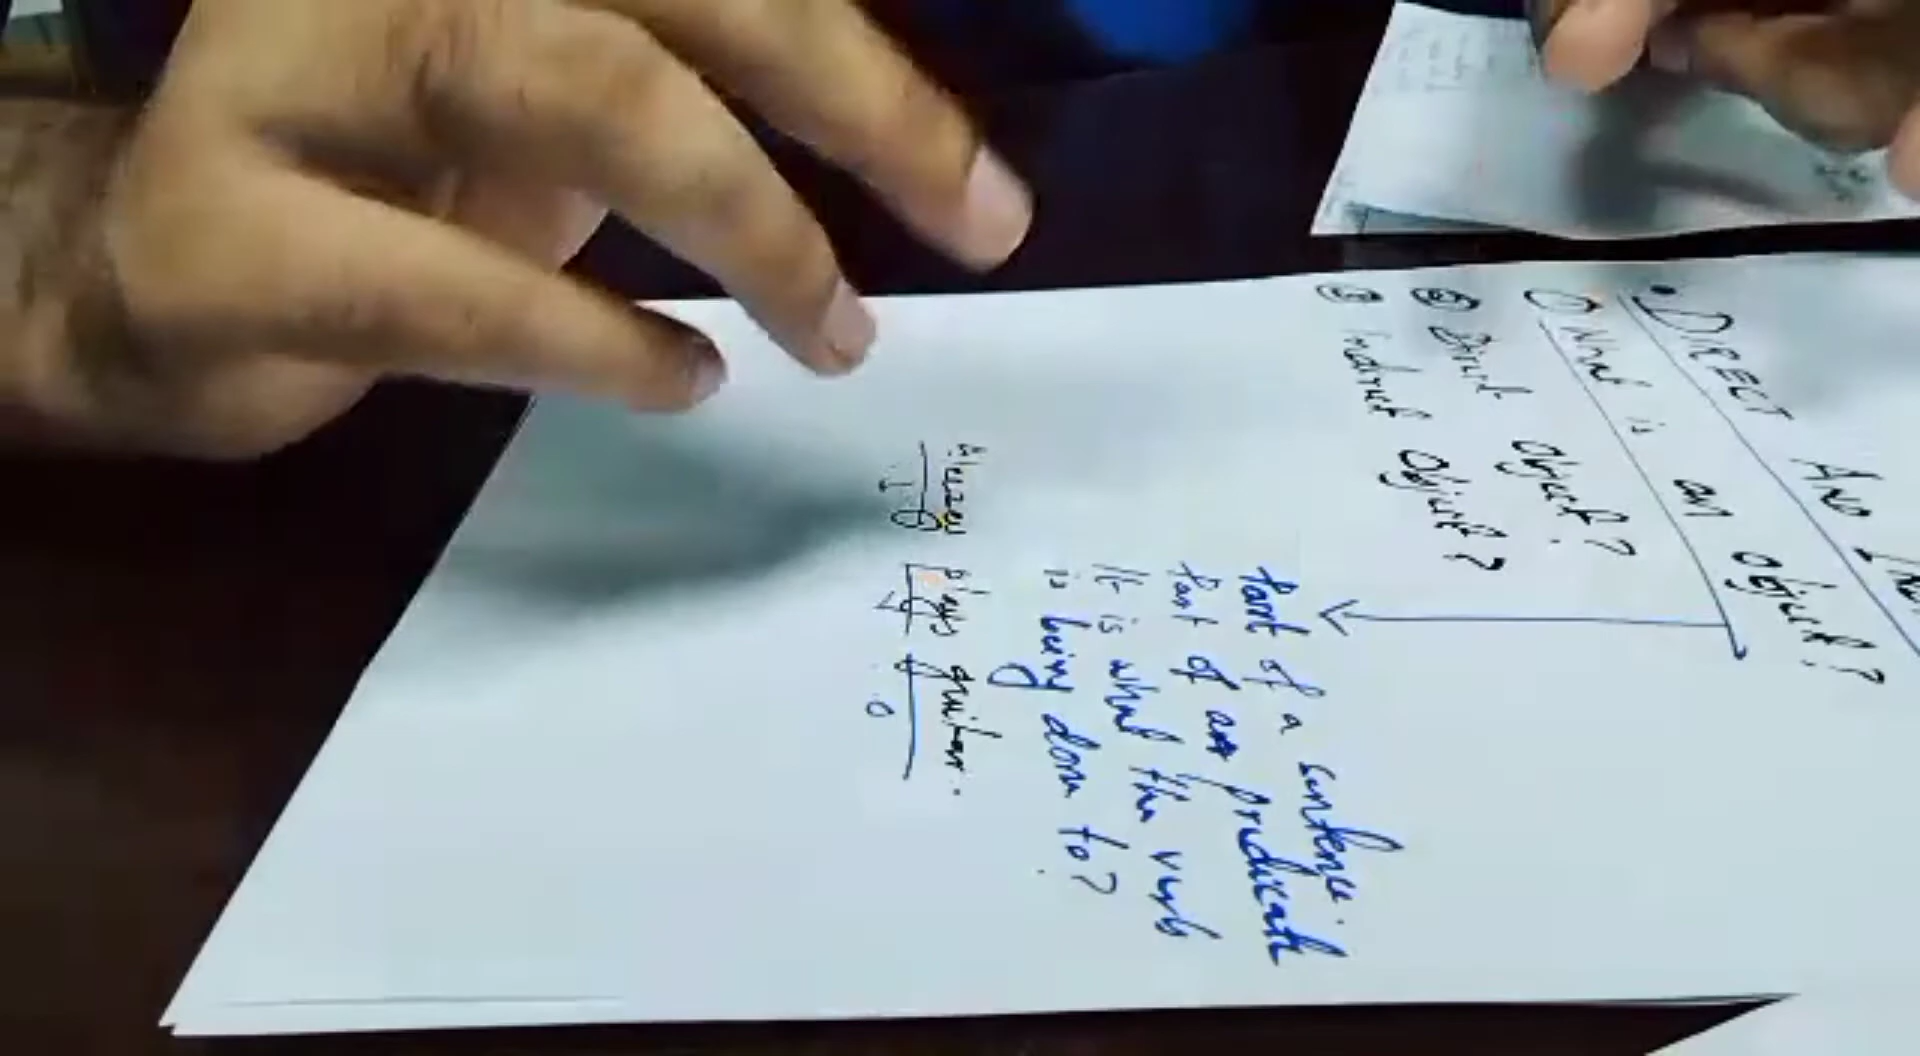 • DIRECT AND
① What is an Object?
② Direct Object?
③ Indirect Object?
Part of a sentence.
Part of an predicate
It is what the verb
is being done to?
plays guitar.
V O